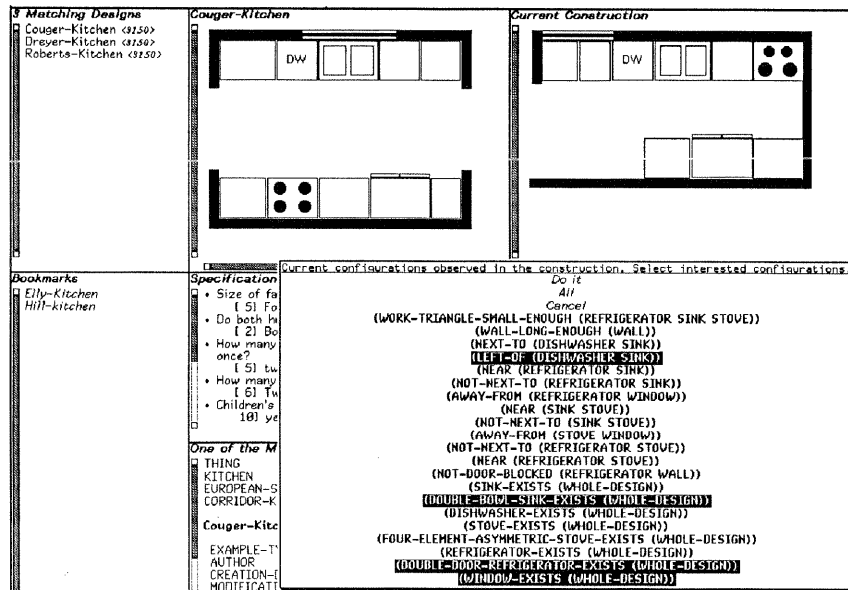 3 Matching Designs
Couger-Kitchen <9150>
Dreyer-Kitchen <9150>
Roberts-Kitchen <9150>
Couger-Kitchen
DW
Current Construction
DW
Bookmarks
Elly-Kitchen
Hill-kitchen
Specification
• Size of fa
[ 5] Fo
• Do both h
[ 2] Bo
• How many
once?
[ 5] tw
• How many
[ 6] Tw
• Children's
10] ye
One of the M
THING
KITCHEN
EUROPEAN-S
CORRIDOR-K
Couger-Kitc
EXAMPLE-T
AUTHOR
CREATION-D
MODIFICATI
Current configurations observed in the construction. Select interested configurations.
Do it
All
Cancel
(WORK-TRIANGLE-SMALL-ENOUGH (REFRIGERATOR SINK STOVE))
(WALL-LONG-ENOUGH (WALL))
(NEXT-TO (DISHWASHER SINK))
(LEFT-OF (DISHWASHER SINK))
(NEAR (REFRIGERATOR SINK))
(NOT-NEXT-TO (REFRIGERATOR SINK))
(AWAY-FROM (REFRIGERATOR WINDOW))
(NEAR (SINK STOVE))
(NOT-NEXT-TO (SINK STOVE))
(AWAY-FROM (STOVE WINDOW))
(NOT-NEXT-TO (REFRIGERATOR STOVE))
(NEAR (REFRIGERATOR STOVE))
(NOT-DOOR-BLOCKED (REFRIGERATOR WALL))
(SINK-EXISTS (WHOLE-DESIGN))
(DOUBLE-BOWL-SINK-EXISTS (WHOLE-DESIGN))
(DISHWASHER-EXISTS (WHOLE-DESIGN))
(STOVE-EXISTS (WHOLE-DESIGN))
(FOUR-ELEMENT-ASYMMETRIC-STOVE-EXISTS (WHOLE-DESIGN))
(REFRIGERATOR-EXISTS (WHOLE-DESIGN))
(DOUBLE-DOOR-REFRIGERATOR-EXISTS (WHOLE-DESIGN))
(WINDOW-EXISTS (WHOLE-DESIGN))